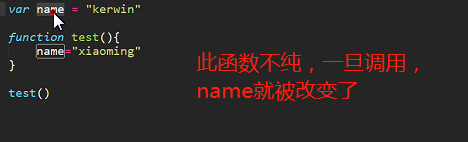 var name = "kerwin"
function test(){
name="xiaoming"
}
test()
此函数不纯，一旦调用，
name就被改变了